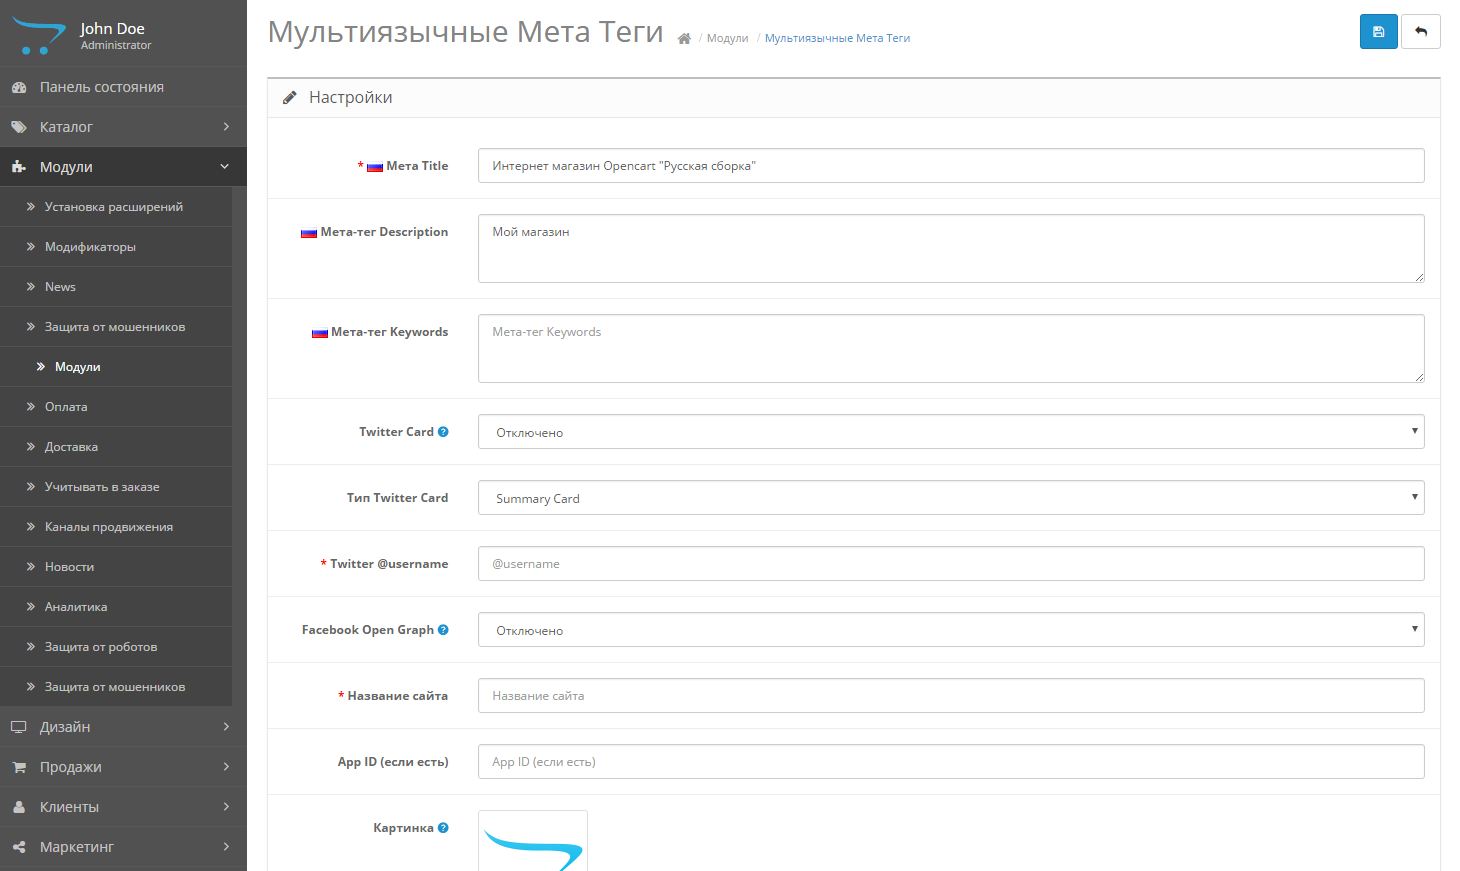 John Doe
Administrator
Панель состояния
Каталог
Модули
Установка расширений
Модификаторы
News
Защита от мошенников
Модули
Оплата
Доставка
Учитывать в заказе
Каналы продвижения
Новости
Аналитика
Защита от роботов
Защита от мошенников
Дизайн
Продажи
Клиенты
Маркетинг
Мультиязычные Мета Теги / Модули / Мультиязычные Мета Теги
Настройки
* Мета Title Интернет магазин Opencart "Русская сборка"
Мета-тег Description Мой магазин
Мета-тег Keywords Мета-тег Keywords
Twitter Card Отключено
Тип Twitter Card Summary Card
* Twitter @username @username
Facebook Open Graph Отключено
* Название сайта Название сайта
App ID (если есть) App ID (если есть)
Картинка